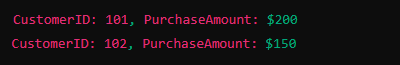 CustomerID: 101, PurchaseAmount: $200
CustomerID: 102, PurchaseAmount: $150